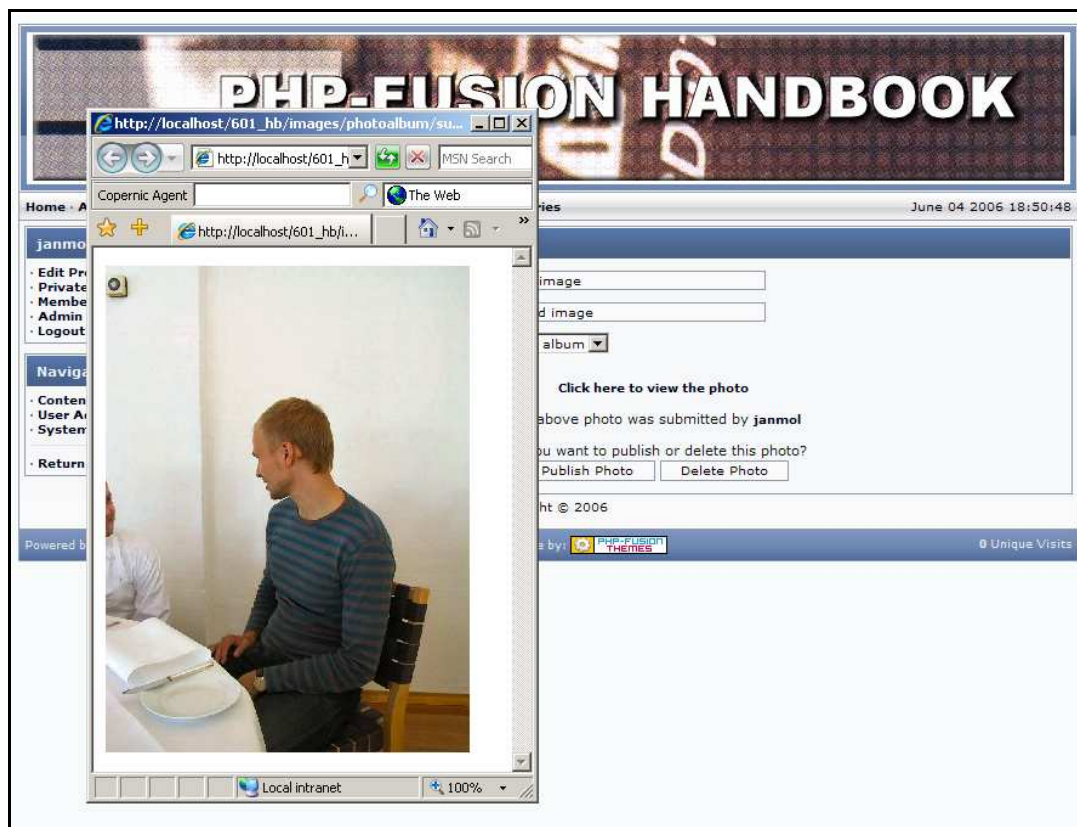 PHP-FUSION HANDBOOK
http://localhost/601_hb/images/photoalbum/su...
http://localhost/601_h
MSN Search
Copernic Agent
The Web
http://localhost/601_hb/i...
»
Home · A
ries
June 04 2006 18:50:48
janmo
· Edit Pr
· Private
· Membe
· Admin
· Logout
image
d image
album
Naviga
· Conten
· User A
· System
· Return
Click here to view the photo
above photo was submitted by janmol
ou want to publish or delete this photo?
Publish Photo
Delete Photo
ht © 2006
Powered b
e by:
PHP-FUSION
THEMES
0 Unique Visits
Local intranet
100%